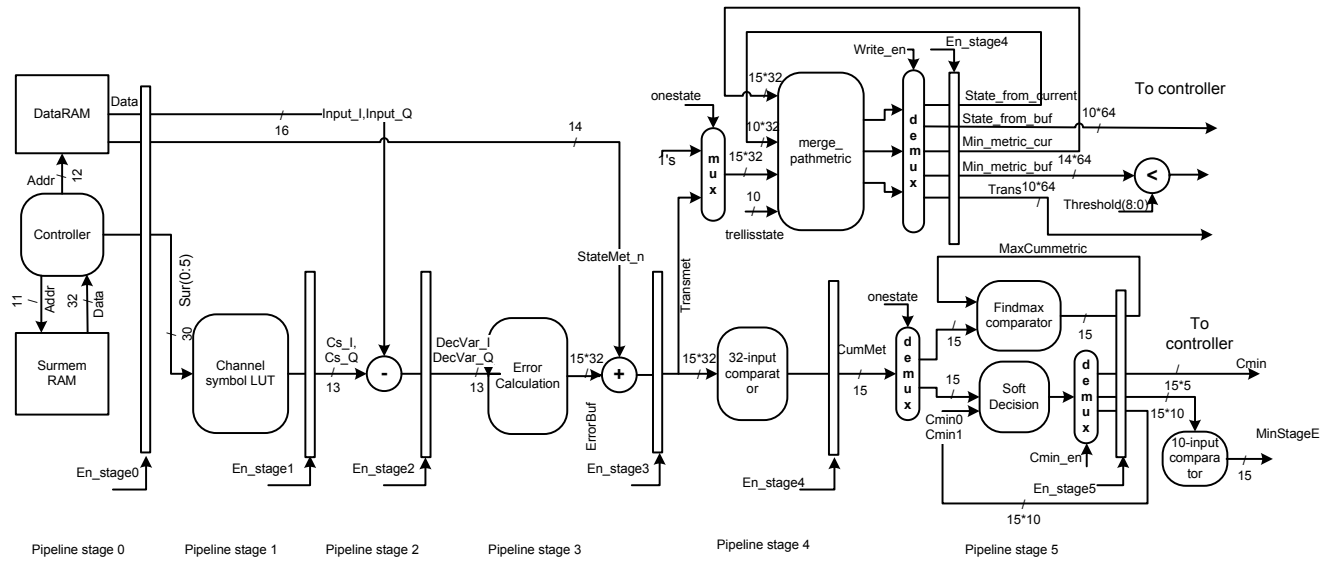 DataRAM
Data
16
Input_I,Input_Q
14
Addr
12
Controller
11
Addr
32
Data
Surmem
RAM
Sur(0:5)
30
Channel
symbol LUT
Cs_I,
Cs_Q
13
-
DecVar_I
DecVar_Q
13
Error
Calculation
15*32
ErrorBuf
StateMet_n
+
Transmet
15*32
32-input
comparat
or
CumMet
15
onestate
1's
mux
15*32
15*32
10*32
10
trellisstate
merge_
pathmetric
Write_en
demux
En_stage4
State_from_current
State_from_buf
10*64
Min_metric_cur
Min_metric_buf
14*64
Trans
10*64
To controller
<
Threshold(8:0)
MaxCummetric
onestate
demux
15
Findmax
comparator
15
15
Soft
Decision
Cmin0
Cmin1
demux
Cmin_en
En_stage5
15*10
To
controller
Cmin
15*5
15*10
10-input
compara
tor
MinStageE
15
En_stage0
En_stage1
En_stage2
En_stage3
En_stage4
Pipeline stage 0
Pipeline stage 1
Pipeline stage 2
Pipeline stage 3
Pipeline stage 4
Pipeline stage 5